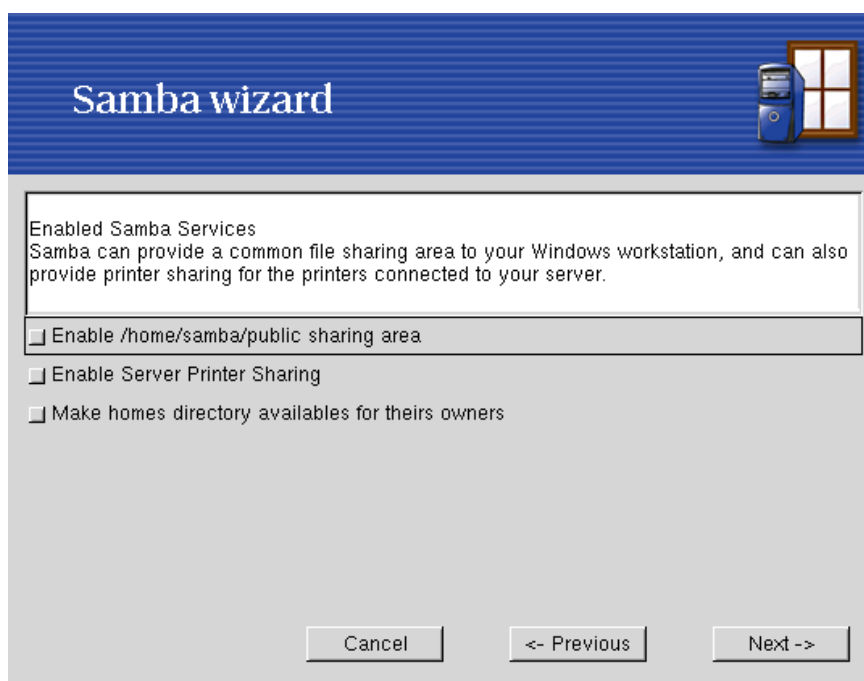 Samba wizard
Enabled Samba Services
Samba can provide a common file sharing area to your Windows workstation, and can also
provide printer sharing for the printers connected to your server.
Enable /home/samba/public sharing area
Enable Server Printer Sharing
Make homes directory availables for theirs owners
Cancel
<- Previous
Next ->